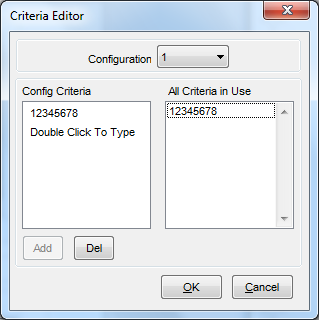 Criteria Editor
Configuration 1
Config Criteria
12345678
Double Click To Type
All Criteria in Use
12345678
Add Del
OK Cancel